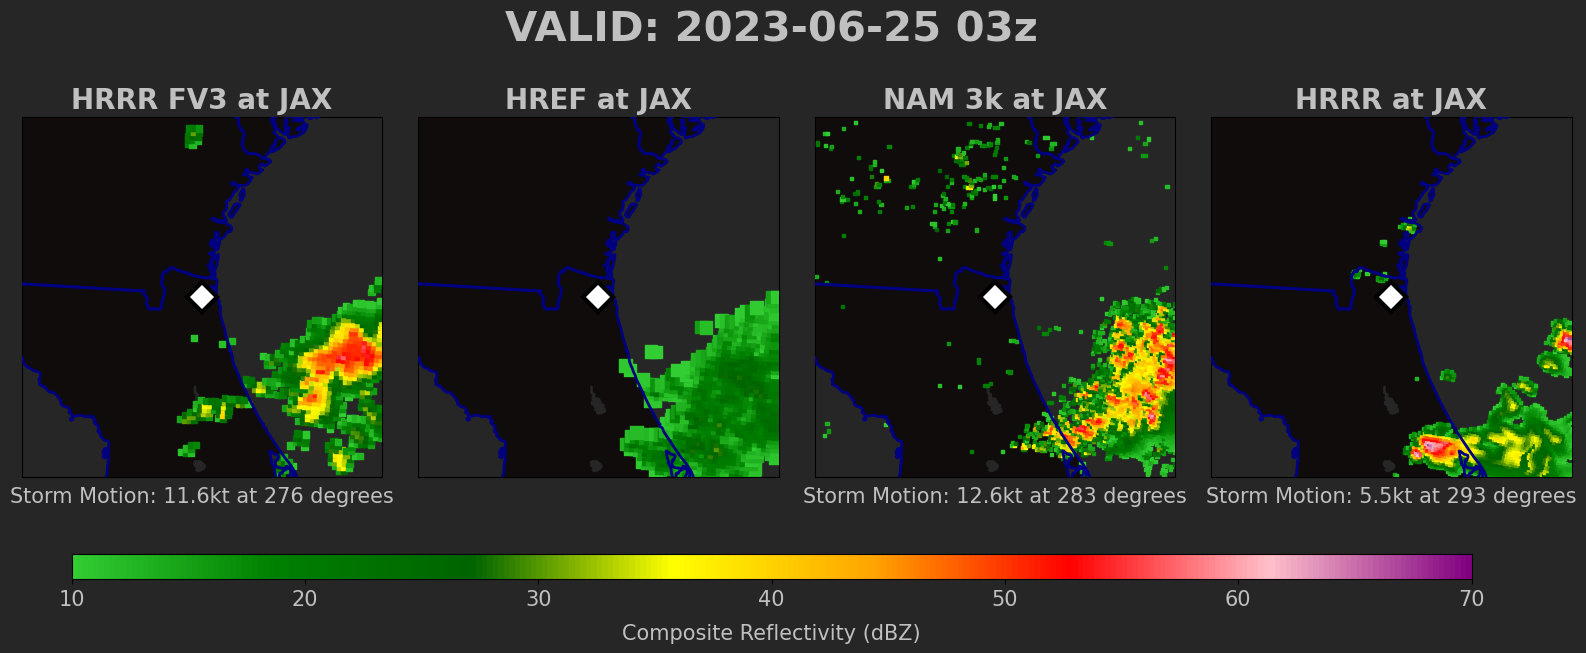 VALID: 2023-06-25 03z
HRRR FV3 at JAX
HREF at JAX
NAM 3k at JAX
HRRR at JAX
Storm Motion: 11.6kt at 276 degrees
Storm Motion: 12.6kt at 283 degrees
Storm Motion: 5.5kt at 293 degrees
10 20 30 40 50 60 70
Composite Reflectivity (dBZ)